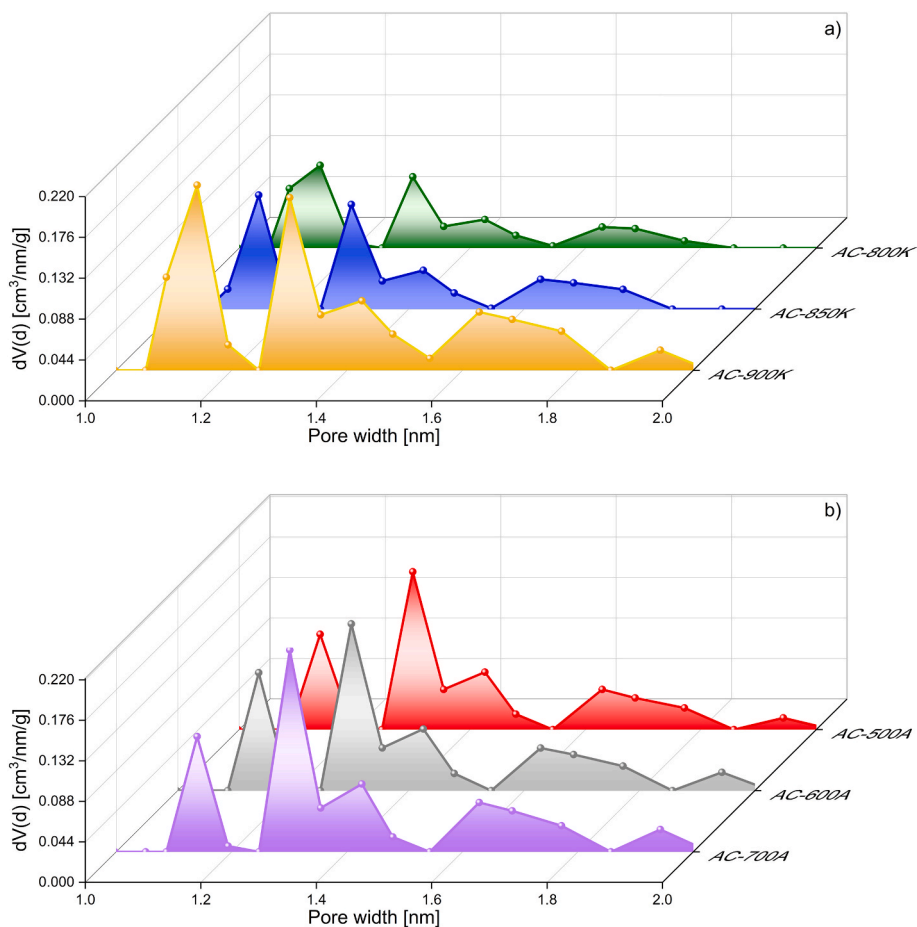 a)
0.220
0.176
0.132
0.088
0.044
0.000
dV(d) [cm³/nm/g]
AC-800K
AC-850K
AC-900K
1.0 1.2 1.4 1.6 1.8 2.0
Pore width [nm]
b)
0.220
0.176
0.132
0.088
0.044
0.000
dV(d) [cm³/nm/g]
AC-500A
AC-600A
AC-700A
1.0 1.2 1.4 1.6 1.8 2.0
Pore width [nm]